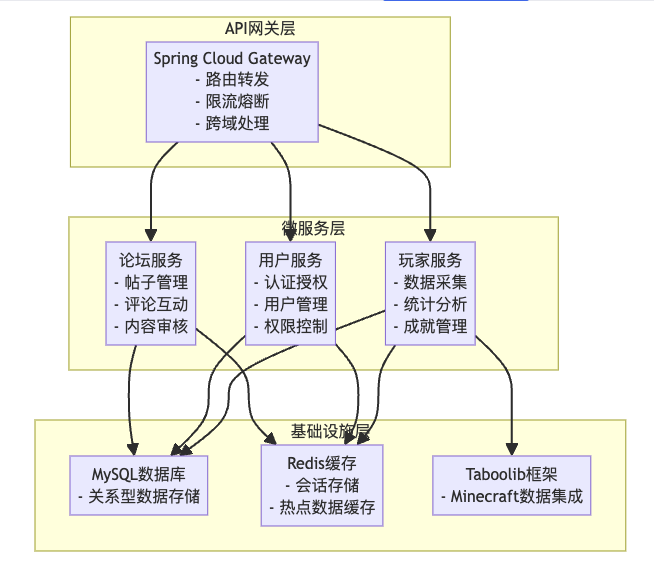 API网关层
Spring Cloud Gateway
- 路由转发
- 限流熔断
- 跨域处理
微服务层
论坛服务
- 帖子管理
- 评论互动
- 内容审核
用户服务
- 认证授权
- 用户管理
- 权限控制
玩家服务
- 数据采集
- 统计分析
- 成就管理
基础设施层
MySQL数据库
- 关系型数据存储
Redis缓存
- 会话存储
- 热点数据缓存
Taboolib框架
- Minecraft数据集成